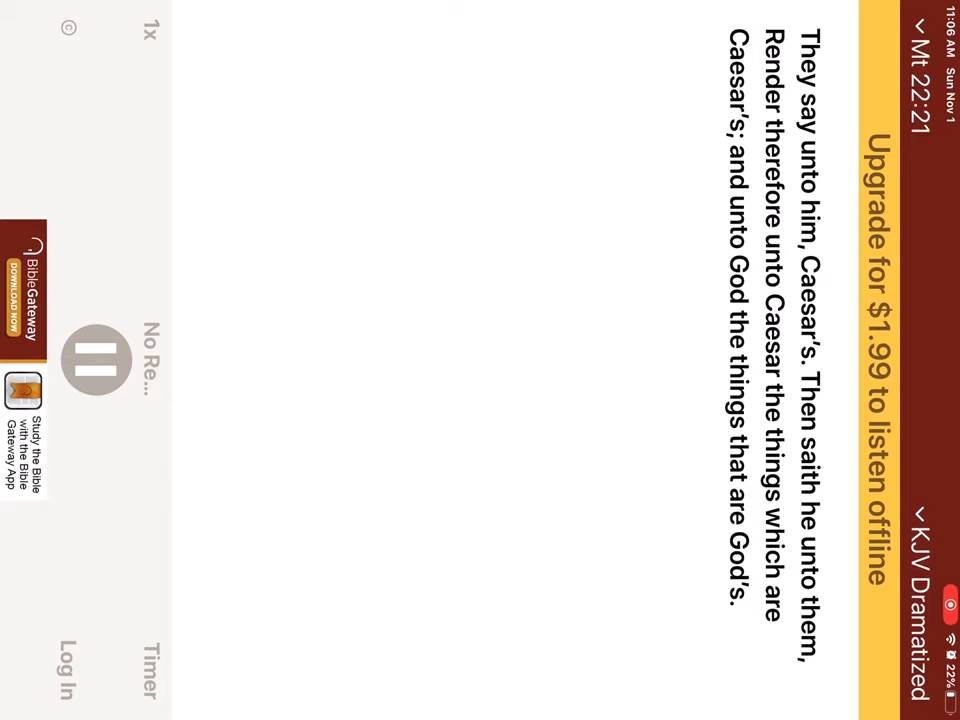 11:06 AM Sun Nov 1
22%
Mt 22:21
KJV Dramatized
Upgrade for $1.99 to listen offline
They say unto him, Caesar's. Then saith he unto them,
Render therefore unto Caesar the things which are
Caesar's; and unto God the things that are God's.
1x
No Re...
Timer
©
Log In
BibleGateway
DOWNLOAD NOW
Study the Bible
with the Bible
Gateway App